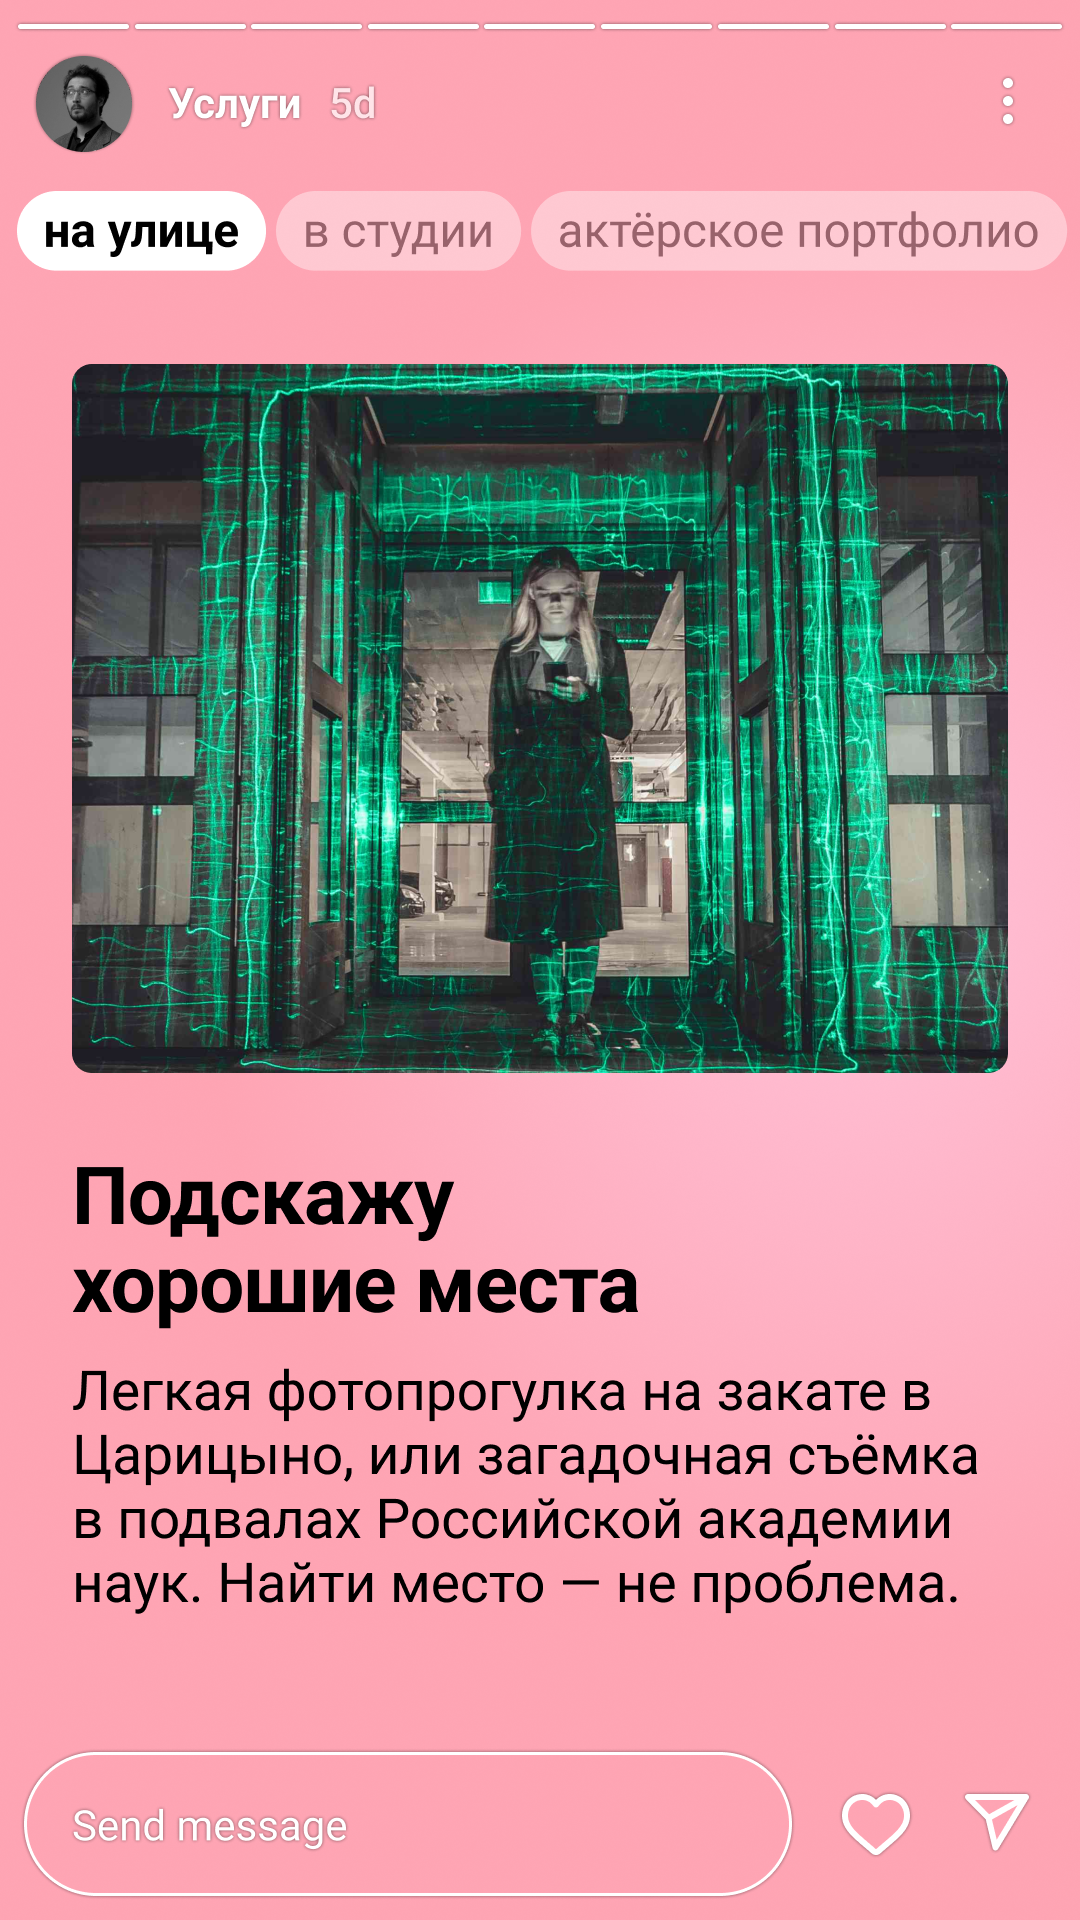 Услуги 5d
на улице в студии актёрское портфолио
Подскажу
хорошие места
Легкая фотопрогулка на закате в
Царицыно, или загадочная съёмка
в подвалах Российской академии
наук. Найти место — не проблема.
Send message